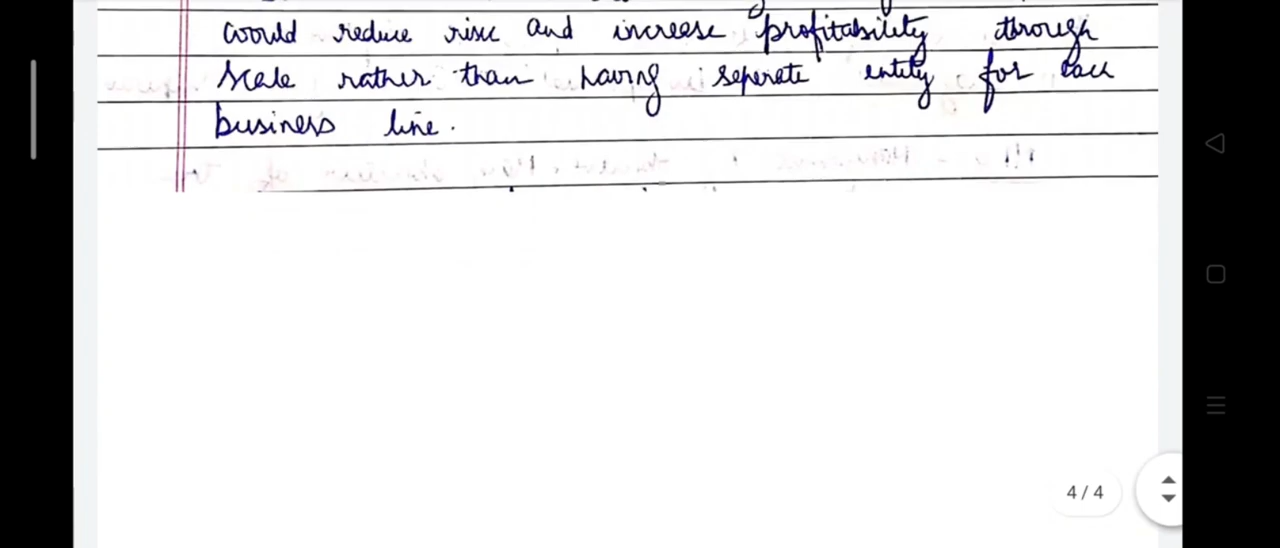 would reduce risk and increase profitability through
scale rather than having seperate entity for each
business line.
4 / 4